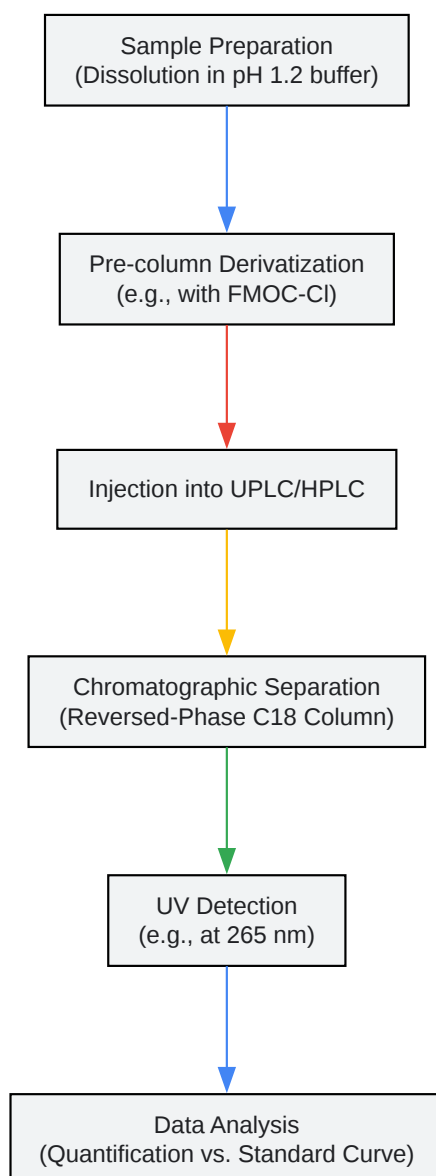 Sample Preparation
(Dissolution in pH 1.2 buffer)
Pre-column Derivatization
(e.g., with FMOC-Cl)
Injection into UPLC/HPLC
Chromatographic Separation
(Reversed-Phase C18 Column)
UV Detection
(e.g., at 265 nm)
Data Analysis
(Quantification vs. Standard Curve)